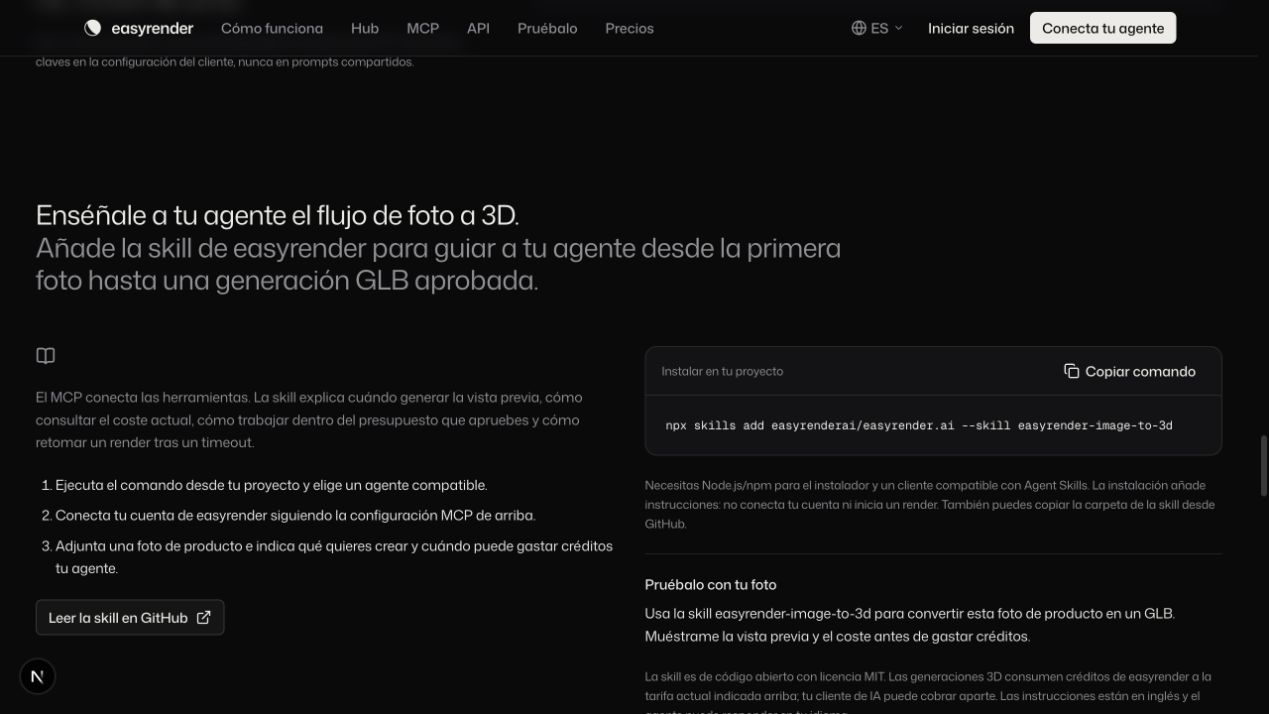 easyrender
Cómo funciona
Hub
MCP
API
Pruébalo
Precios
ES
Iniciar sesión
Conecta tu agente
claves en la configuración del cliente, nunca en prompts compartidos.
Enséñale a tu agente el flujo de foto a 3D.
Añade la skill de easyrender para guiar a tu agente desde la primera
foto hasta una generación GLB aprobada.
El MCP conecta las herramientas. La skill explica cuándo generar la vista previa, cómo
consultar el coste actual, cómo trabajar dentro del presupuesto que apruebes y cómo
retomar un render tras un timeout.
1. Ejecuta el comando desde tu proyecto y elige un agente compatible.
2. Conecta tu cuenta de easyrender siguiendo la configuración MCP de arriba.
3. Adjunta una foto de producto e indica qué quieres crear y cuándo puede gastar créditos
tu agente.
Leer la skill en GitHub
N
Instalar en tu proyecto
Copiar comando
npx skills add easyrenderai/easyrender.ai --skill easyrender-image-to-3d
Necesitas Node.js/npm para el instalador y un cliente compatible con Agent Skills. La instalación añade
instrucciones: no conecta tu cuenta ni inicia un render. También puedes copiar la carpeta de la skill desde
GitHub.
Pruébalo con tu foto
Usa la skill easyrender-image-to-3d para convertir esta foto de producto en un GLB.
Muéstrame la vista previa y el coste antes de gastar créditos.
La skill es de código abierto con licencia MIT. Las generaciones 3D consumen créditos de easyrender a la
tarifa actual indicada arriba; tu cliente de IA puede cobrar aparte. Las instrucciones están en inglés y el